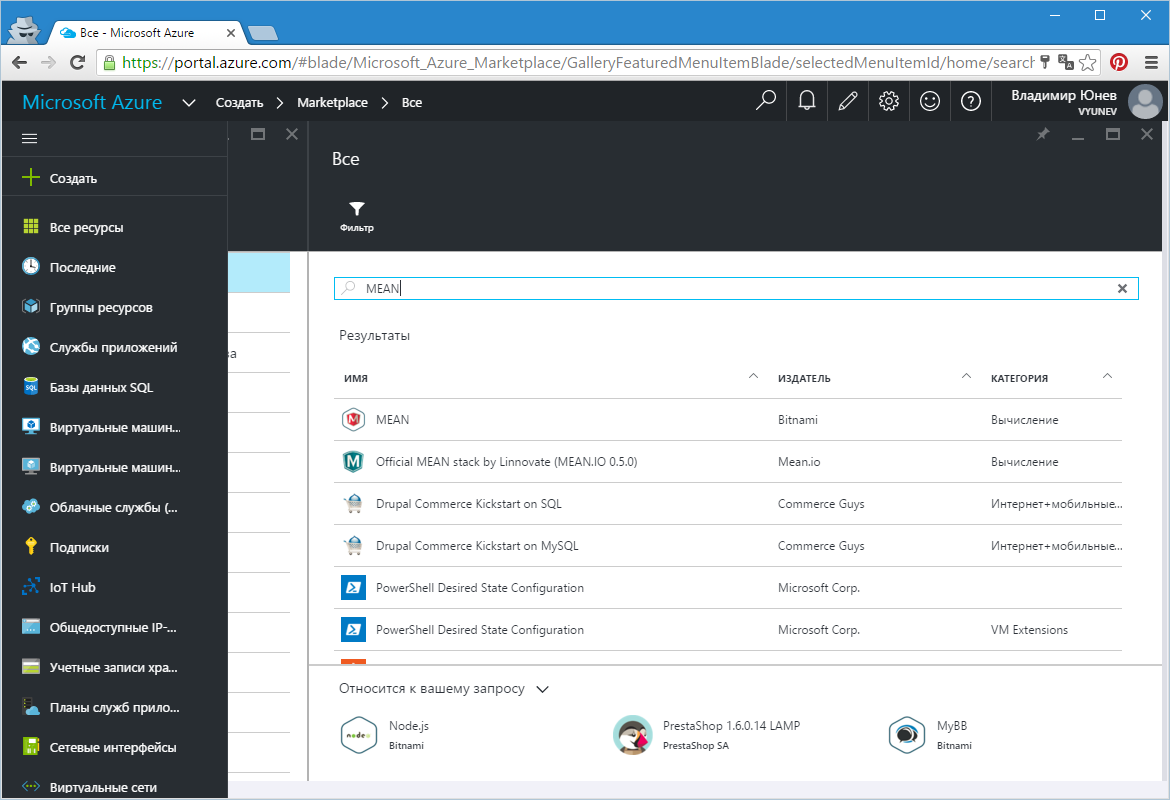 Все - Microsoft Azure
https://portal.azure.com/#blade/Microsoft_Azure_Marketplace/GalleryFeaturedMenuItemBlade/selectedMenuItemId/home/search
Microsoft Azure Создать Marketplace Все
Владимир Юнев
VYUNEV
Создать
Все ресурсы
Последние
Группы ресурсов
Службы приложений
Базы данных SQL
Виртуальные машин...
Виртуальные машин...
Облачные службы (...
Подписки
IoT Hub
Общедоступные IP-...
Учетные записи хра...
Планы служб прило...
Сетевые интерфейсы
Виртуальные сети
Все
Фильтр
MEAN
Результаты
ИМЯ ИЗДАТЕЛЬ КАТЕГОРИЯ
MEAN Bitnami Вычисление
Official MEAN stack by Linnovate (MEAN.IO 0.5.0) Mean.io Вычисление
Drupal Commerce Kickstart on SQL Commerce Guys Интернет+мобильные...
Drupal Commerce Kickstart on MySQL Commerce Guys Интернет+мобильные...
PowerShell Desired State Configuration Microsoft Corp.
PowerShell Desired State Configuration Microsoft Corp. VM Extensions
Относится к вашему запросу
Node.js
Bitnami
PrestaShop 1.6.0.14 LAMP
PrestaShop SA
MyBB
Bitnami